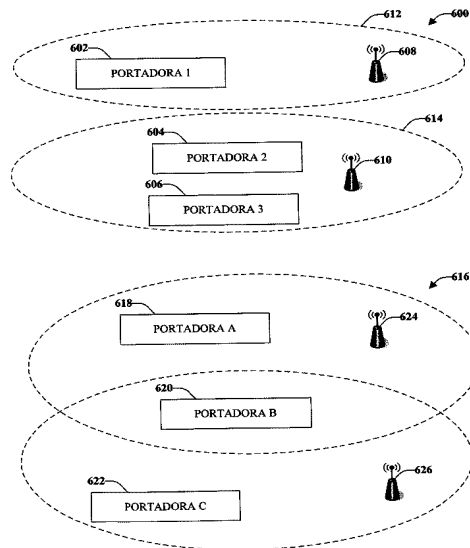 612
600
602
PORTADORA 1
608
614
604
PORTADORA 2
610
606
PORTADORA 3
616
618
PORTADORA A
624
620
PORTADORA B
622
PORTADORA C
626